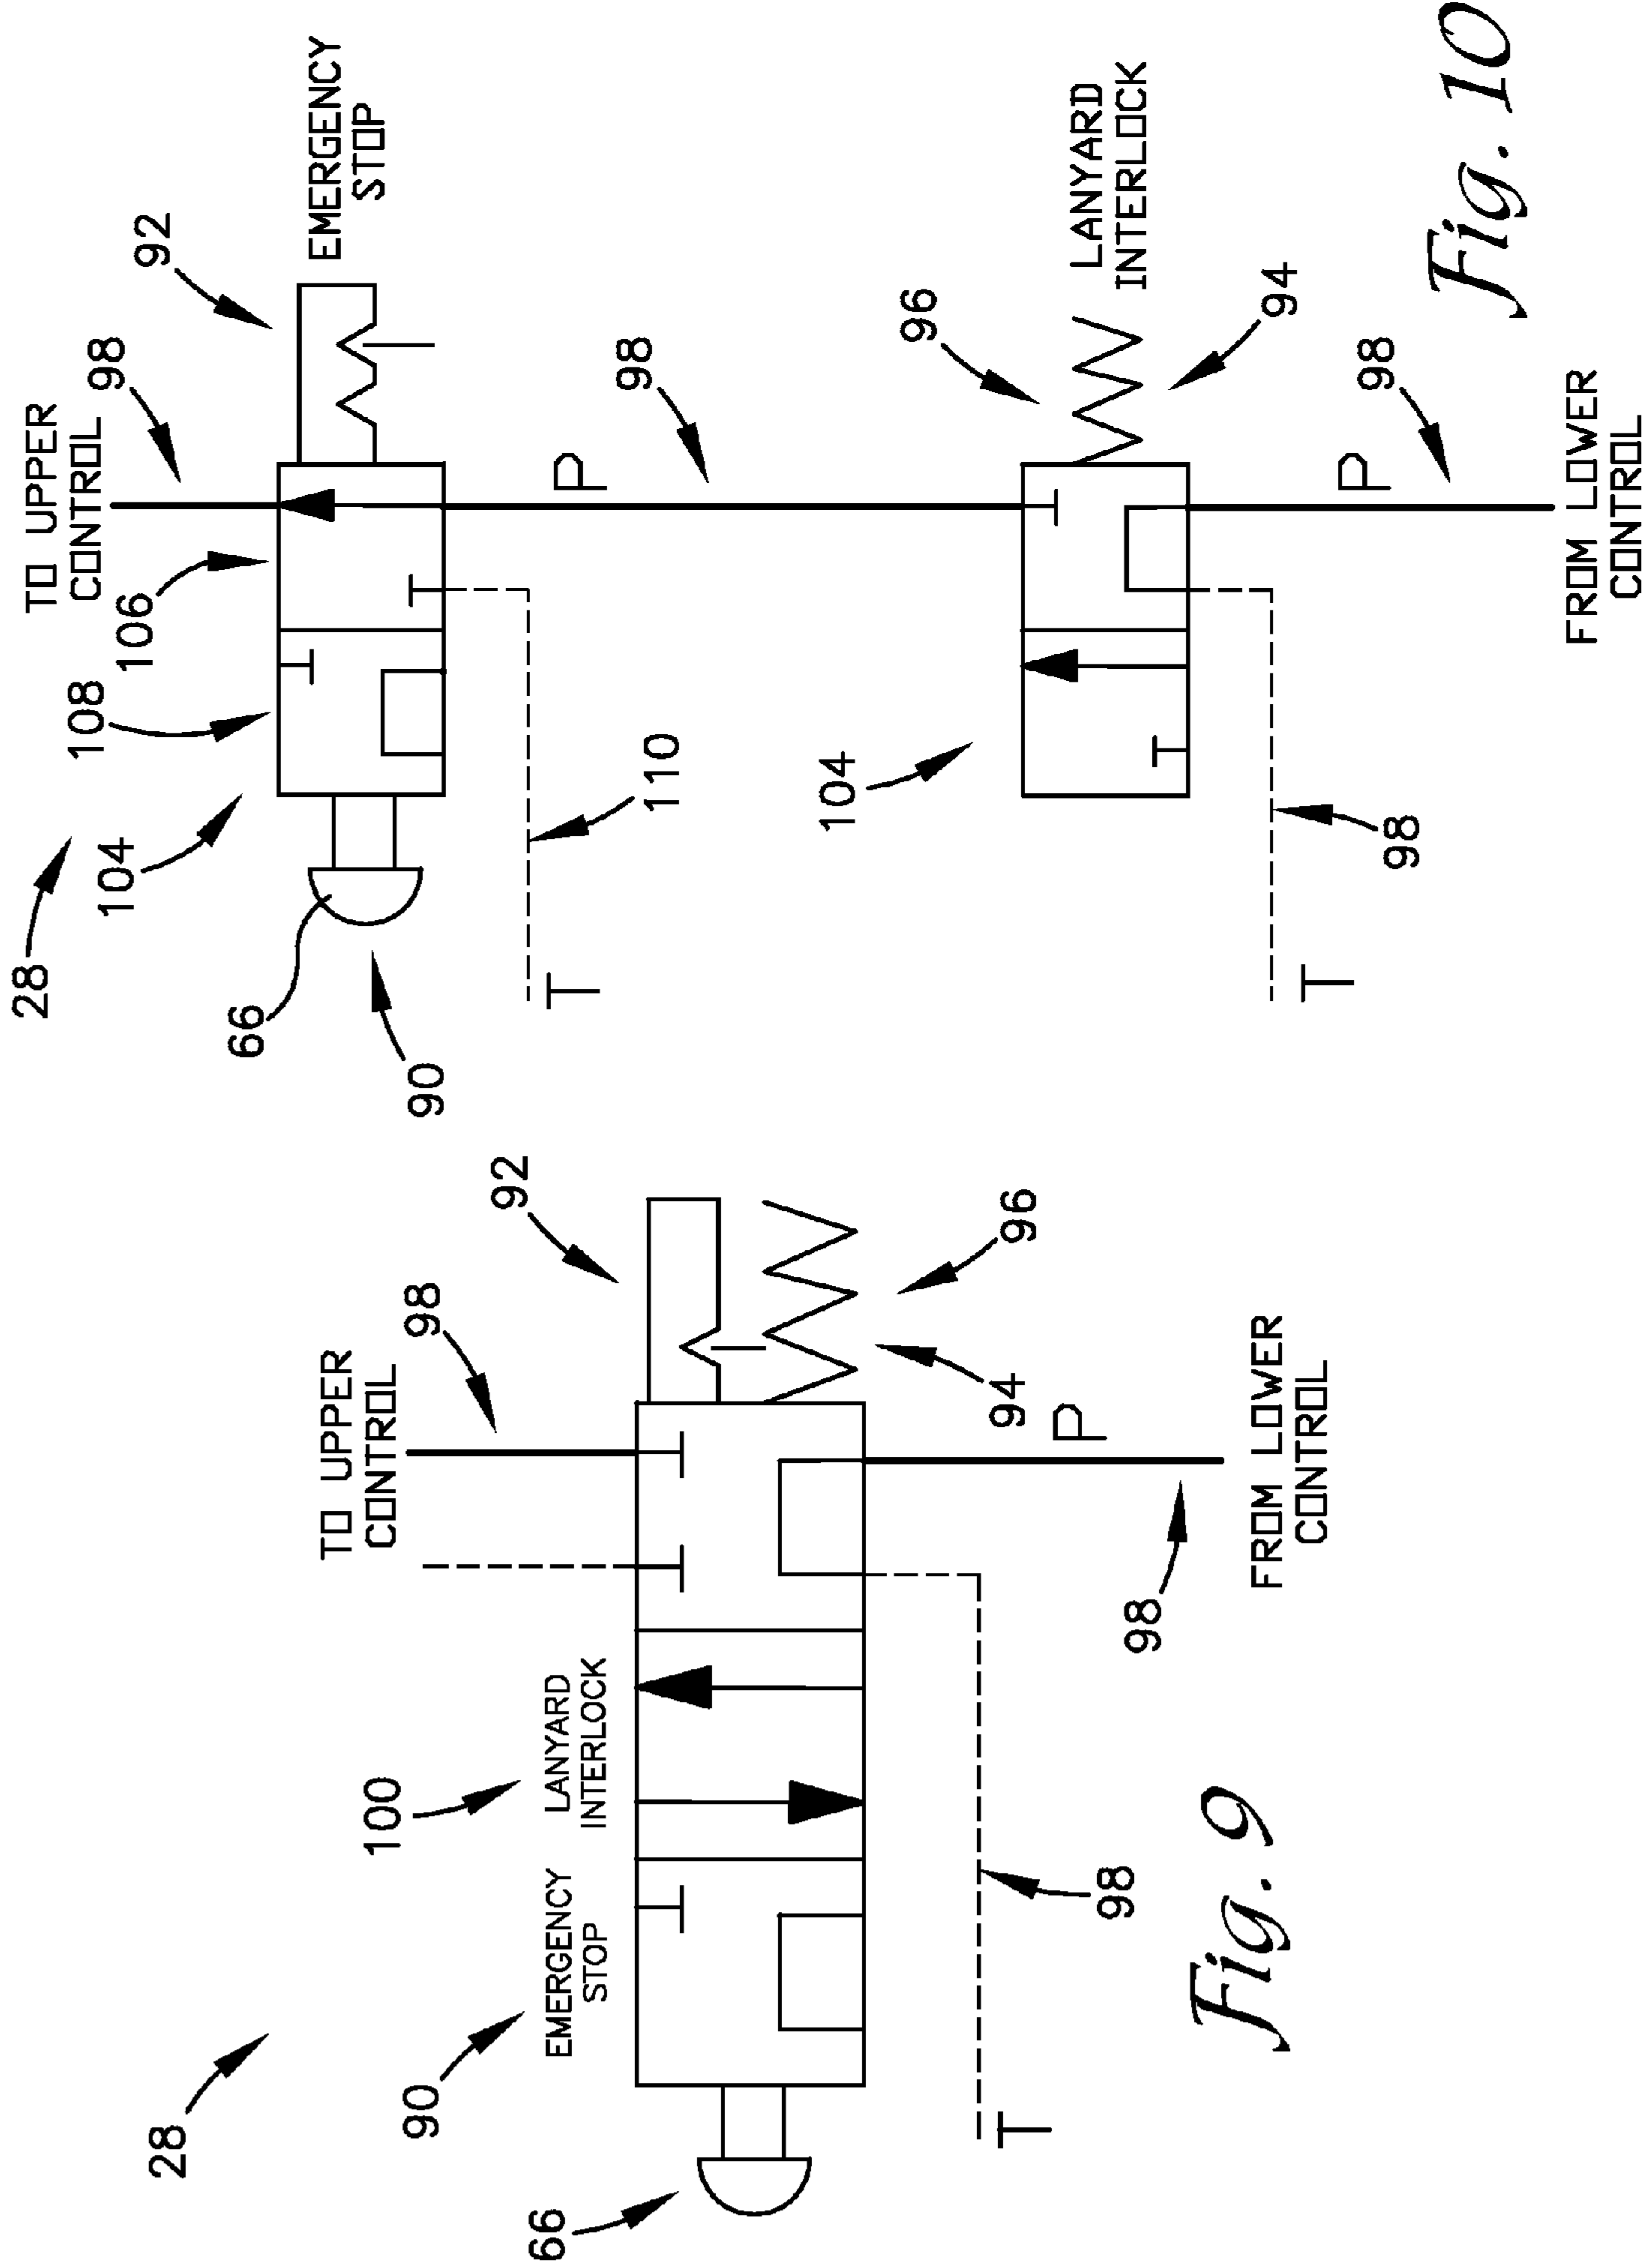 28
66
90
EMERGENCY
STOP
100
LANYARD
INTERLOCK
TO UPPER
CONTROL
98
92
94
96
P
98
FROM LOWER
CONTROL
98
T
Fig. 9
28
66
90
104
108
106
TO UPPER
CONTROL
98
92
EMERGENCY
STOP
110
T
P
98
104
96
94
LANYARD
INTERLOCK
98
T
P
98
FROM LOWER
CONTROL
Fig. 10